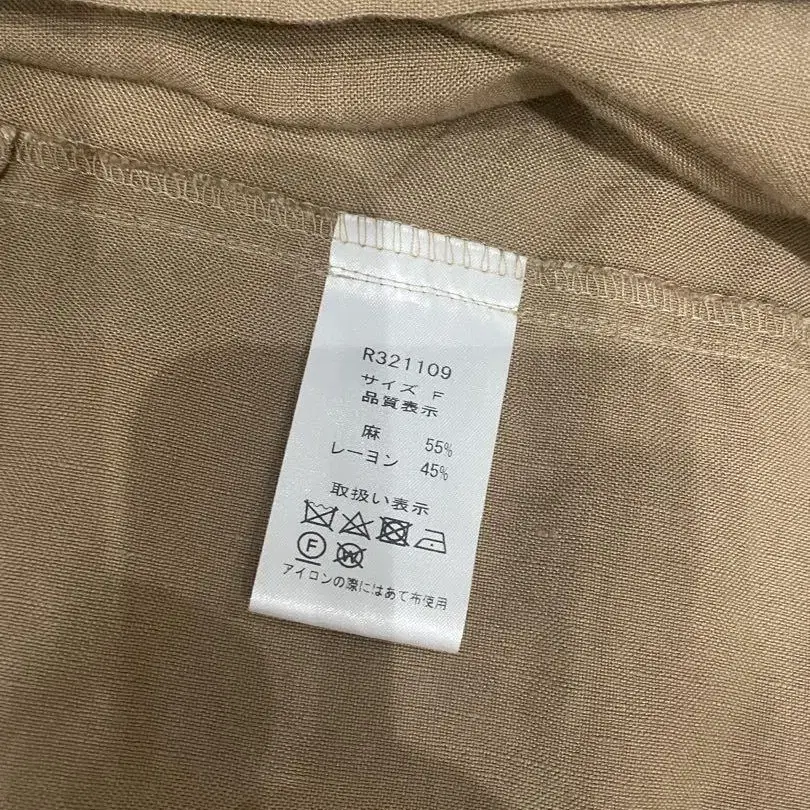 R321109
サイズ F
品質表示
麻 55%
レーヨン 45%
取扱い表示
F W
アイロンの際にはあて布使用